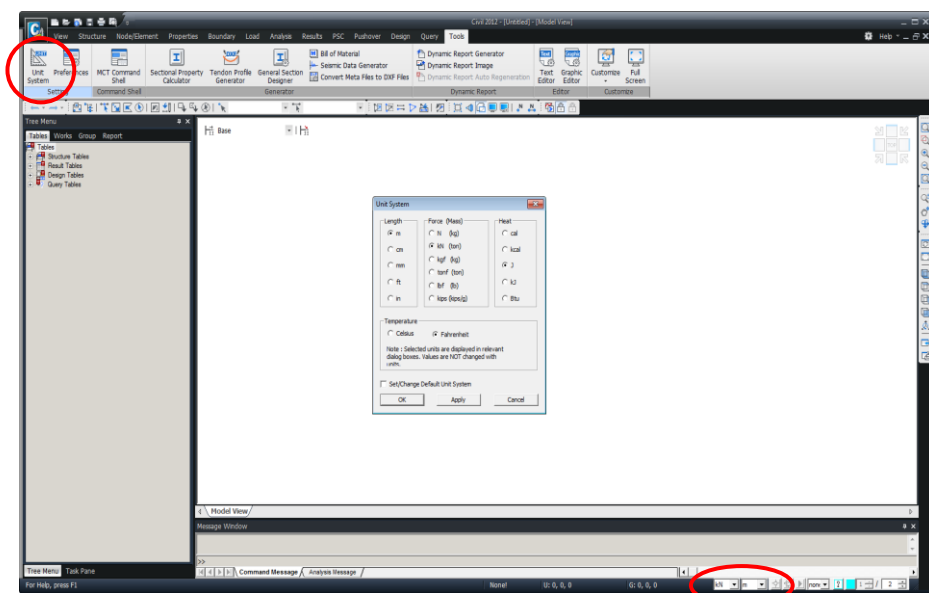 Civil 2012 - [Untitled] - [Model View]
View Structure Node/Element Properties Boundary Load Analysis Results PSC Pushover Design Query Tools Help
Unit System
Preferences
MCT Command Shell
Sectional Property Calculator
Tendon Profile Generator
General Section Designer
Bill of Material
Seismic Data Generator
Convert Meta Files to DXF Files
Dynamic Report Generator
Dynamic Report Image
Dynamic Report Auto Regeneration
Text Editor
Graphic Editor
Customize
Full Screen
Setting Command Shell Generator Dynamic Report Editor Customize
Tree Menu
Tables Works Group Report
Tables
Structure Tables
Result Tables
Design Tables
Query Tables
Base
TOP
Unit System
Length
m
cm
mm
ft
in
Force (Mass)
N (kg)
kN (ton)
kgf (kg)
tonf (ton)
lbf (lb)
kips (kips/g)
Heat
cal
kcal
J
kJ
Btu
Temperature
Celsius Fahrenheit
Note : Selected units are displayed in relevant
dialog boxes. Values are NOT changed with
units.
Set/Change Default Unit System
OK Apply Cancel
Model View
Message Window
>>
Command Message Analysis Message
Tree Menu Task Pane
For Help, press F1
None!
U: 0, 0, 0
G: 0, 0, 0
kN
m
non
?
1 / 2